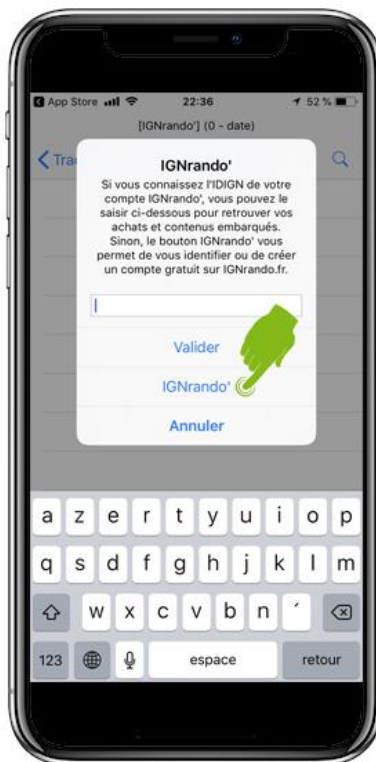 App Store 22:36 52 %
[IGNrando'] (0 - date)
Tra
IGNrando'
Si vous connaissez l'IDIGN de votre
compte IGNrando', vous pouvez le
saisir ci-dessous pour retrouver vos
achats et contenus embarqués.
Sinon, le bouton IGNrando' vous
permet de vous identifier ou de créer
un compte gratuit sur IGNrando.fr.
Valider
IGNrando'
Annuler
a z e r t y u i o p
q s d f g h j k l m
w x c v b n ´
123 espace retour